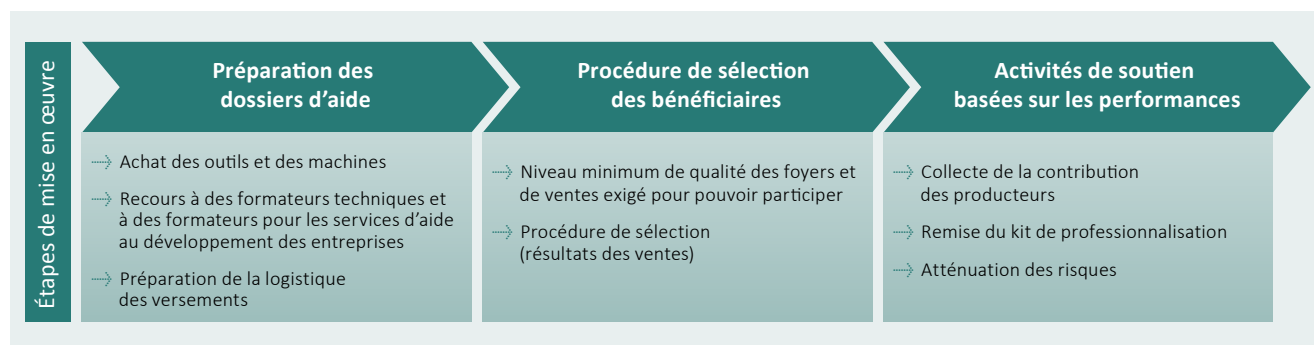 Étapes de mise en œuvre
Préparation des
dossiers d’aide
Achat des outils et des machines
Recours à des formateurs techniques et
à des formateurs pour les services d’aide
au développement des entreprises
Préparation de la logistique
des versements
Procédure de sélection
des bénéficiaires
Niveau minimum de qualité des foyers et
de ventes exigé pour pouvoir participer
Procédure de sélection
(résultats des ventes)
Activités de soutien
basées sur les performances
Collecte de la contribution
des producteurs
Remise du kit de professionnalisation
Atténuation des risques